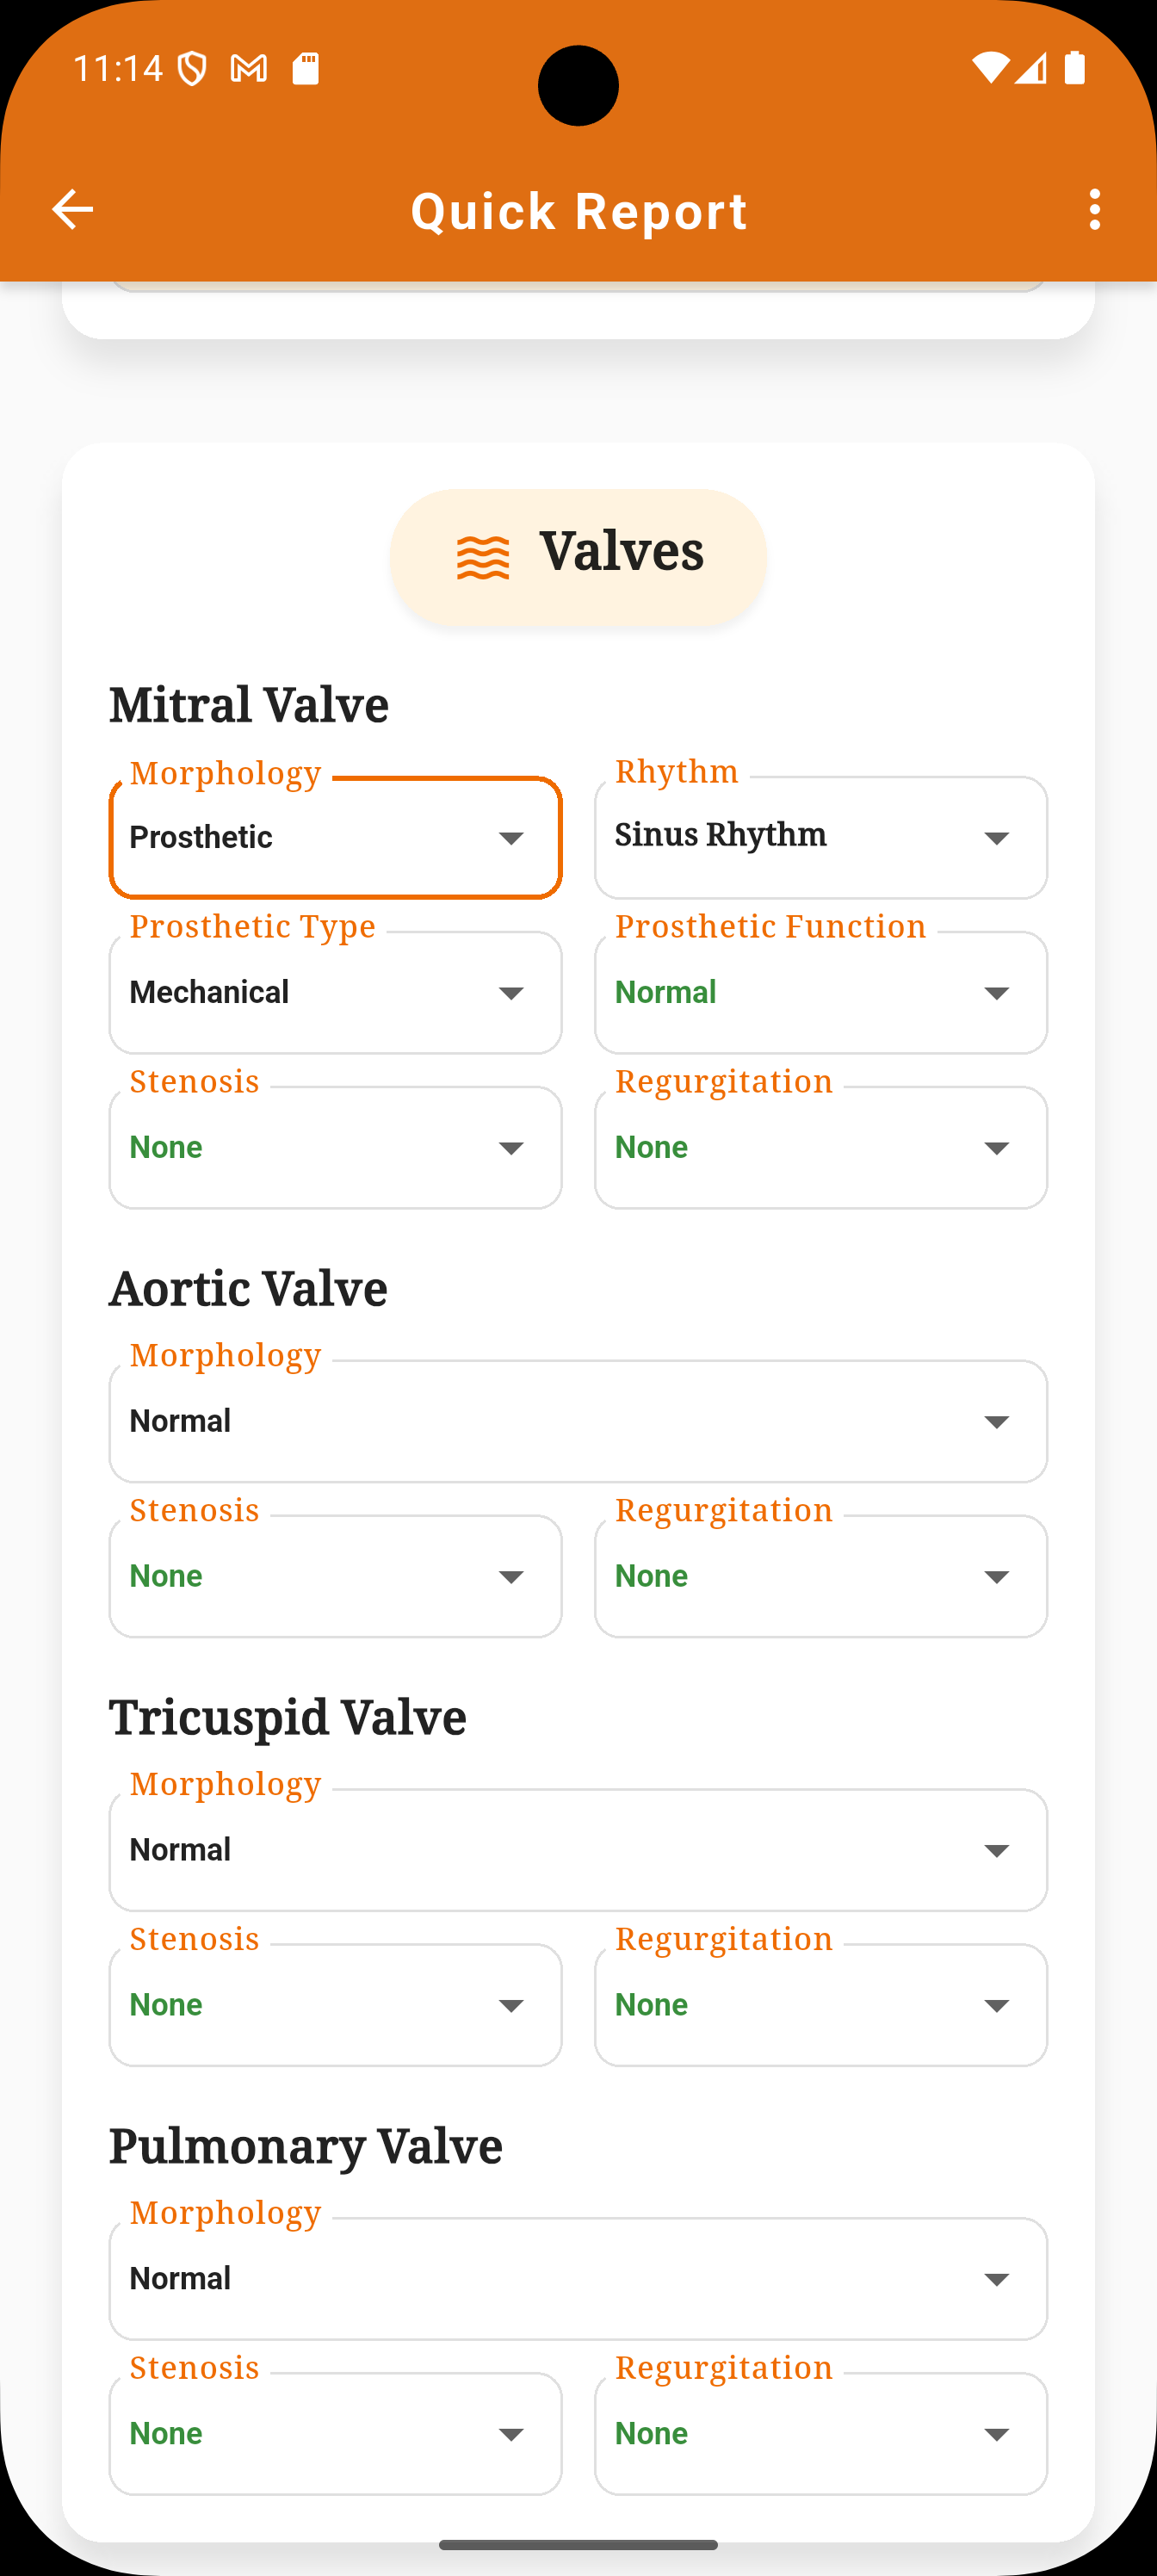 11:14
Quick Report
Valves
Mitral Valve
Morphology Rhythm
Prosthetic Sinus Rhythm
Prosthetic Type Prosthetic Function
Mechanical Normal
Stenosis Regurgitation
None None
Aortic Valve
Morphology
Normal
Stenosis Regurgitation
None None
Tricuspid Valve
Morphology
Normal
Stenosis Regurgitation
None None
Pulmonary Valve
Morphology
Normal
Stenosis Regurgitation
None None